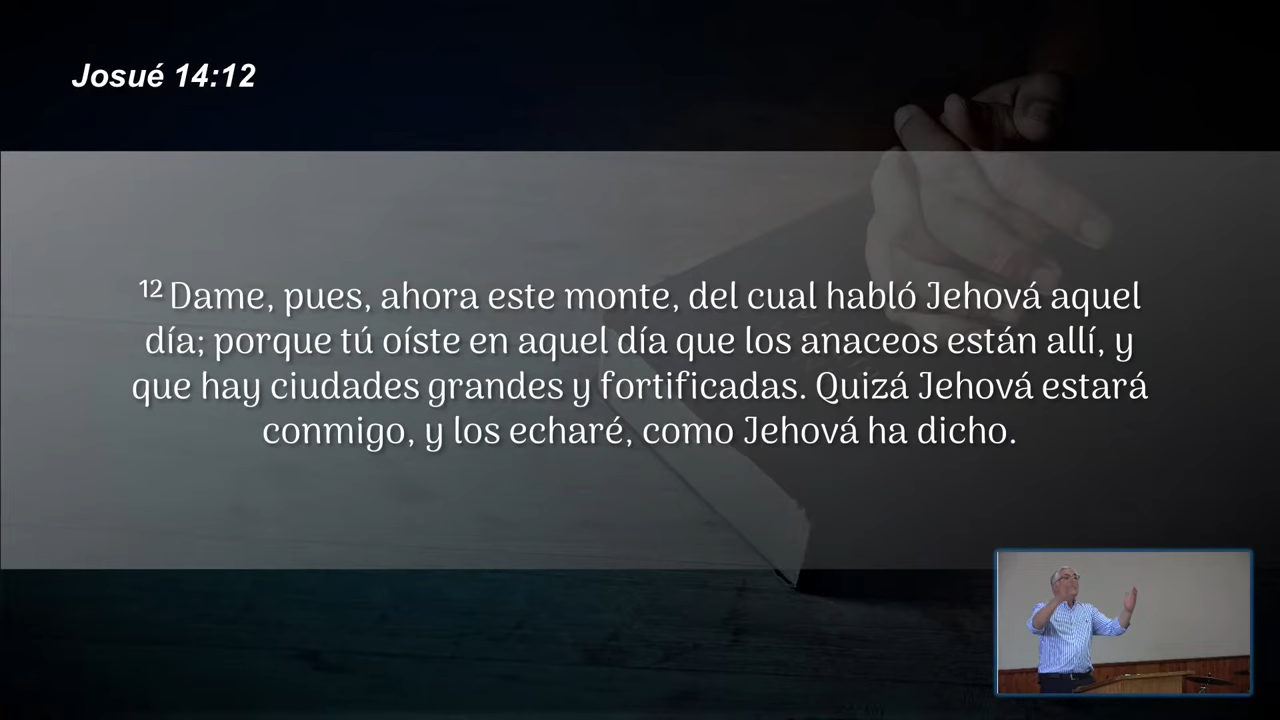 Josué 14:12
12 Dame, pues, ahora este monte, del cual habló Jehová aquel
día; porque tú oíste en aquel día que los anaceos están allí, y
que hay ciudades grandes y fortificadas. Quizá Jehová estará
conmigo, y los echaré, como Jehová ha dicho.